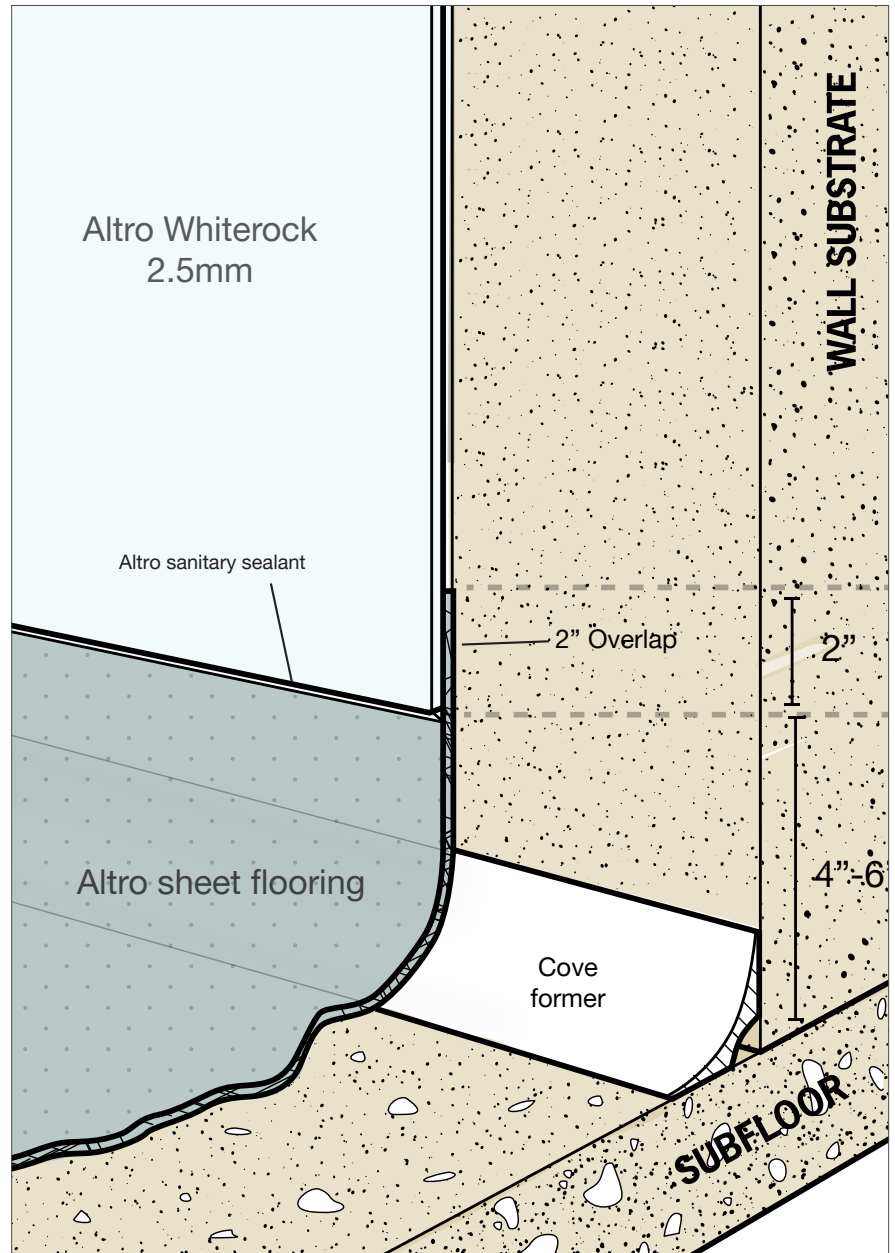 WALL SUBSTRATE
Altro Whiterock
2.5mm
Altro sanitary sealant
2” Overlap
2”
Altro sheet flooring
4”-6
Cove
former
SUBFLOOR